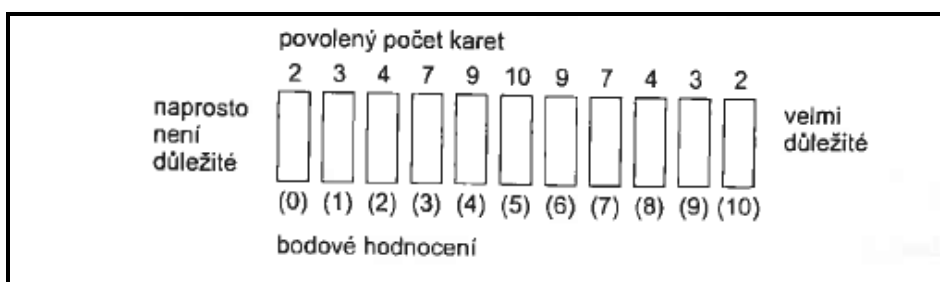 povolený počet karet
2 3 4 7 9 10 9 7 4 3 2
naprosto
není
důležité
velmi
důležité
(0) (1) (2) (3) (4) (5) (6) (7) (8) (9) (10)
bodové hodnocení